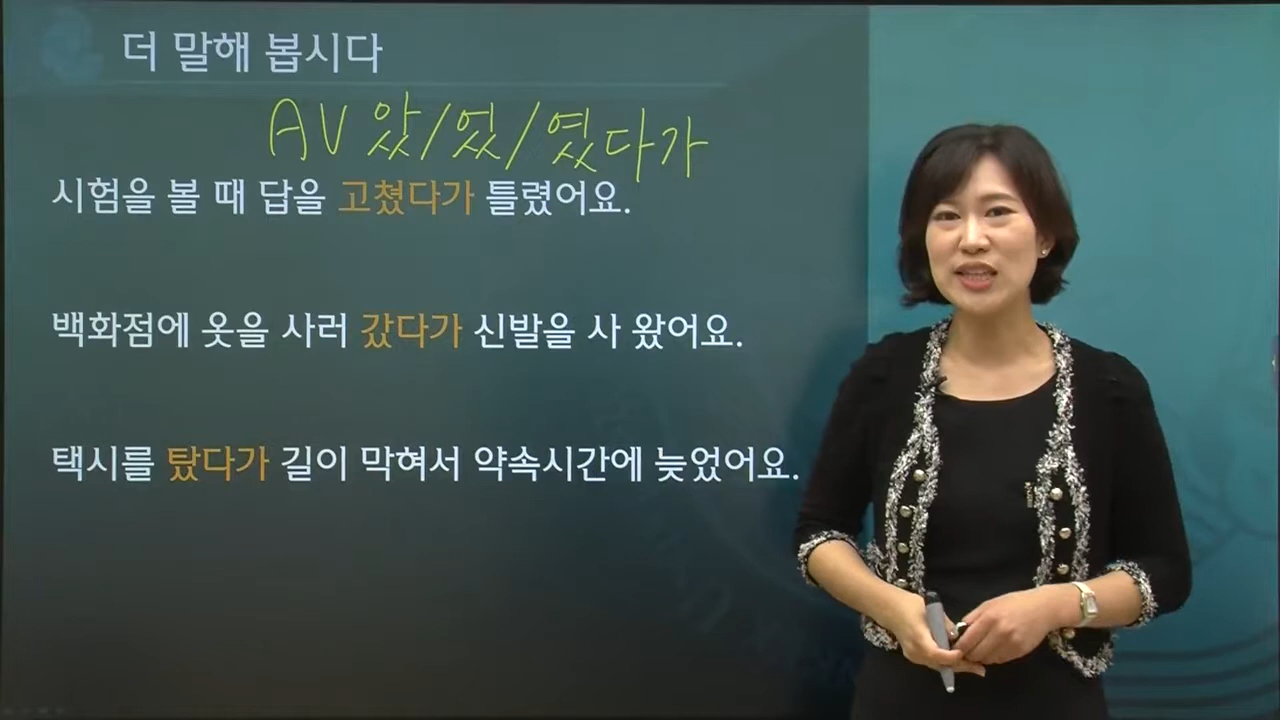 더 말해 봅시다
AV 았/었/였다가
시험을 볼 때 답을 고쳤다가 틀렸어요.
백화점에 옷을 사러 갔다가 신발을 사 왔어요.
택시를 탔다가 길이 막혀서 약속시간에 늦었어요.